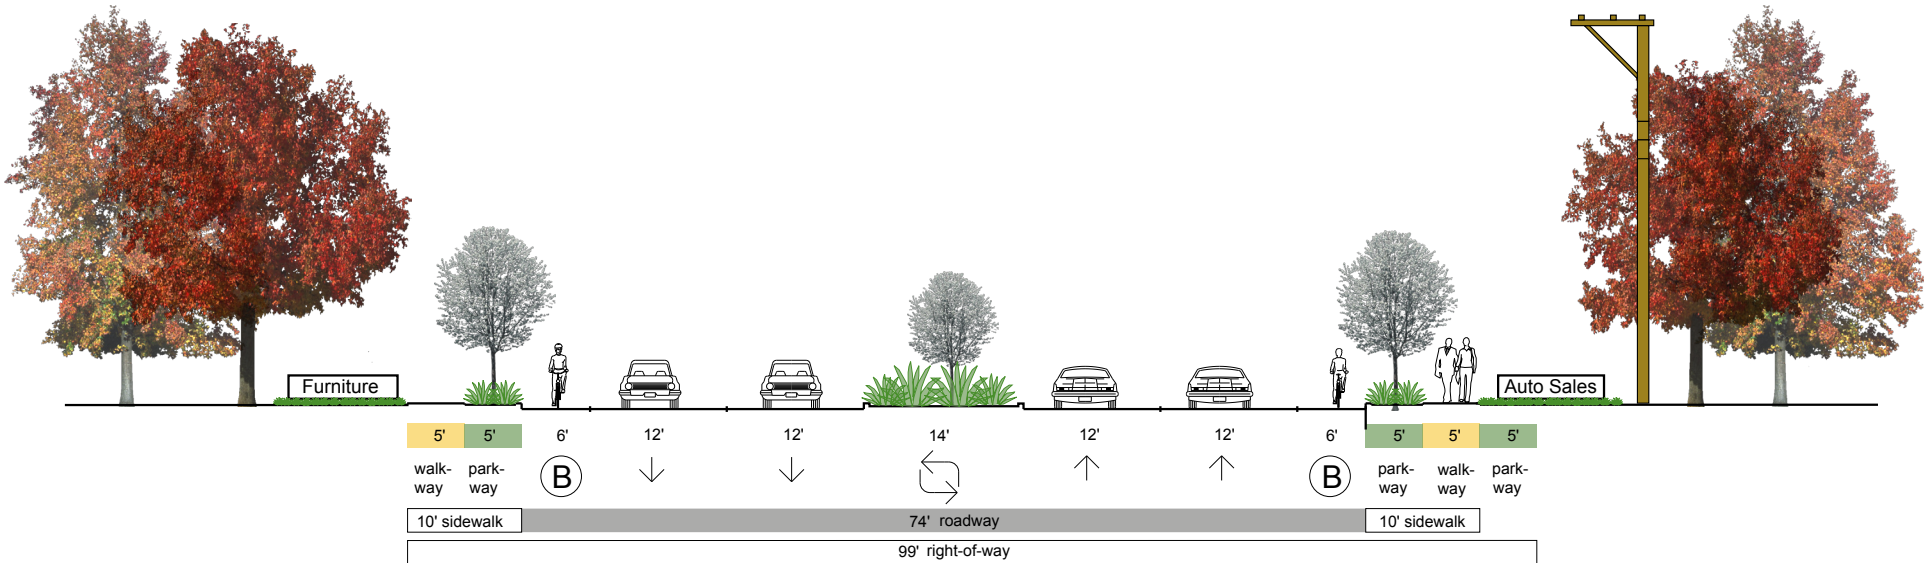 Furniture
Auto Sales
5' 5' 6' 12' 12' 14' 12' 12' 6' 5' 5' 5'
walk- park- park- walk- park-
way way B B way way way
10' sidewalk 74' roadway 10' sidewalk
99' right-of-way